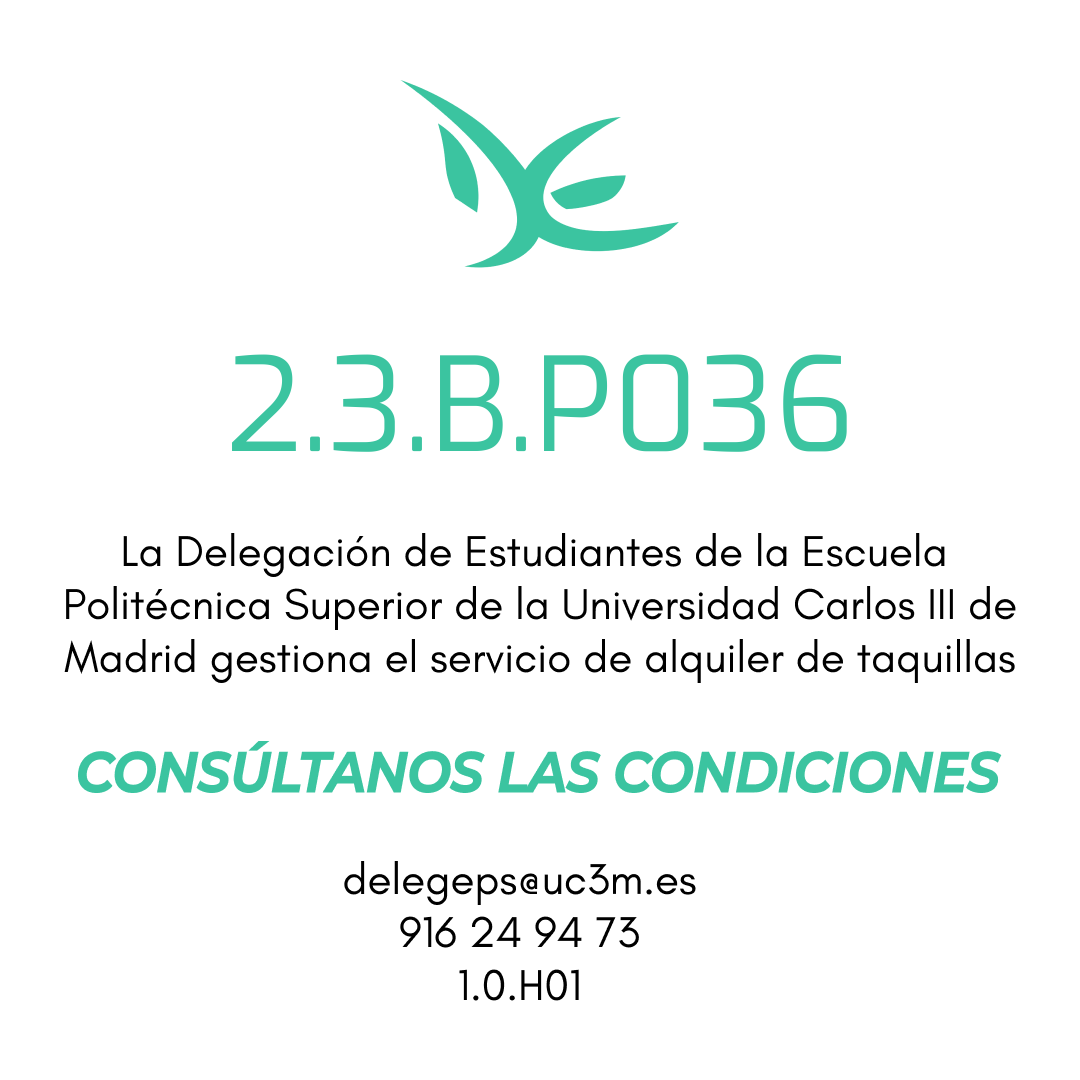 2.3.B.P036
La Delegación de Estudiantes de la Escuela
Politécnica Superior de la Universidad Carlos III de
Madrid gestiona el servicio de alquiler de taquillas
CONSÚLTANOS LAS CONDICIONES
delegeps@uc3m.es
916 24 94 73
1.0.H01